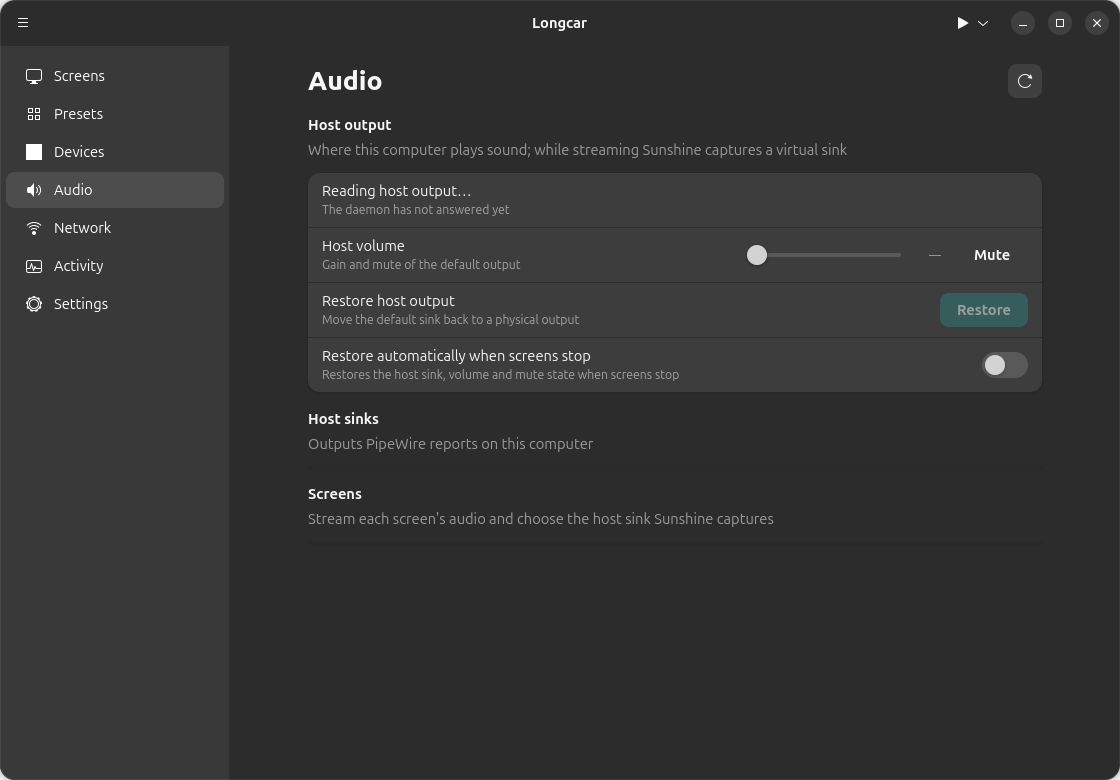 Longcar
Screens
Presets
Devices
Audio
Network
Activity
Settings
Audio
Host output
Where this computer plays sound; while streaming Sunshine captures a virtual sink
Reading host output…
The daemon has not answered yet
Host volume
Gain and mute of the default output
—
Mute
Restore host output
Move the default sink back to a physical output
Restore
Restore automatically when screens stop
Restores the host sink, volume and mute state when screens stop
Host sinks
Outputs PipeWire reports on this computer
Screens
Stream each screen's audio and choose the host sink Sunshine captures